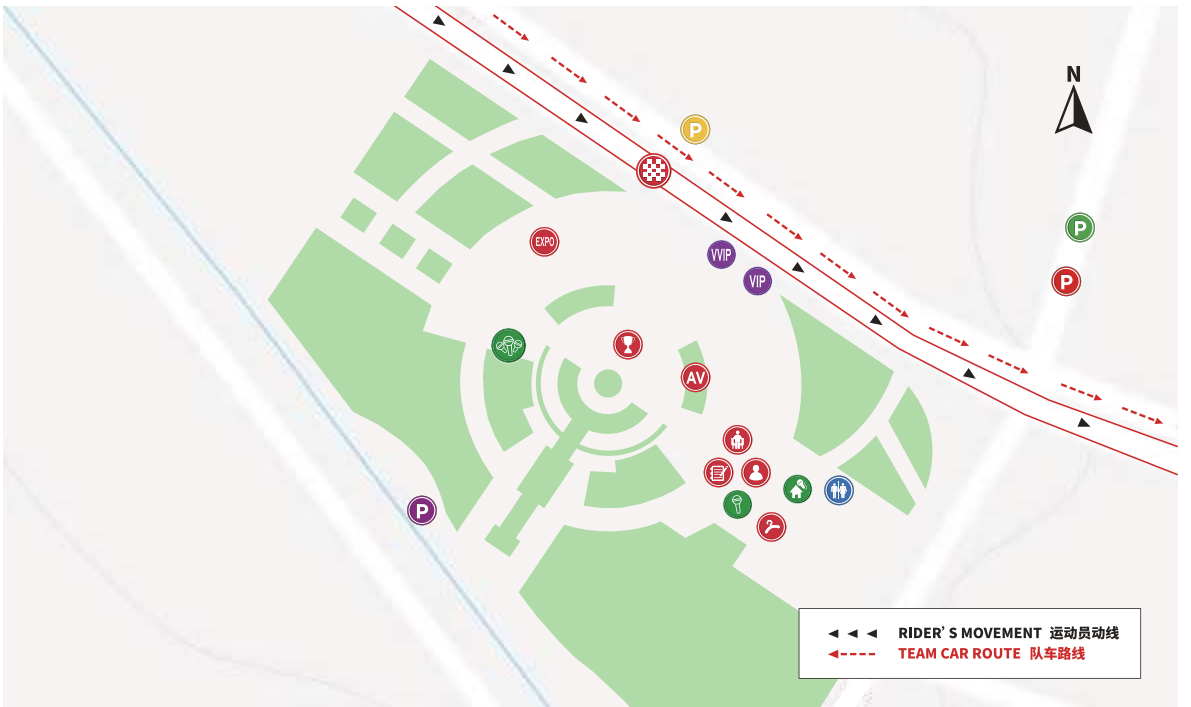 N
P
P
EXPO
VVIP
VIP
P
AV
P
RIDER'S MOVEMENT 运动员动线
TEAM CAR ROUTE 队车路线